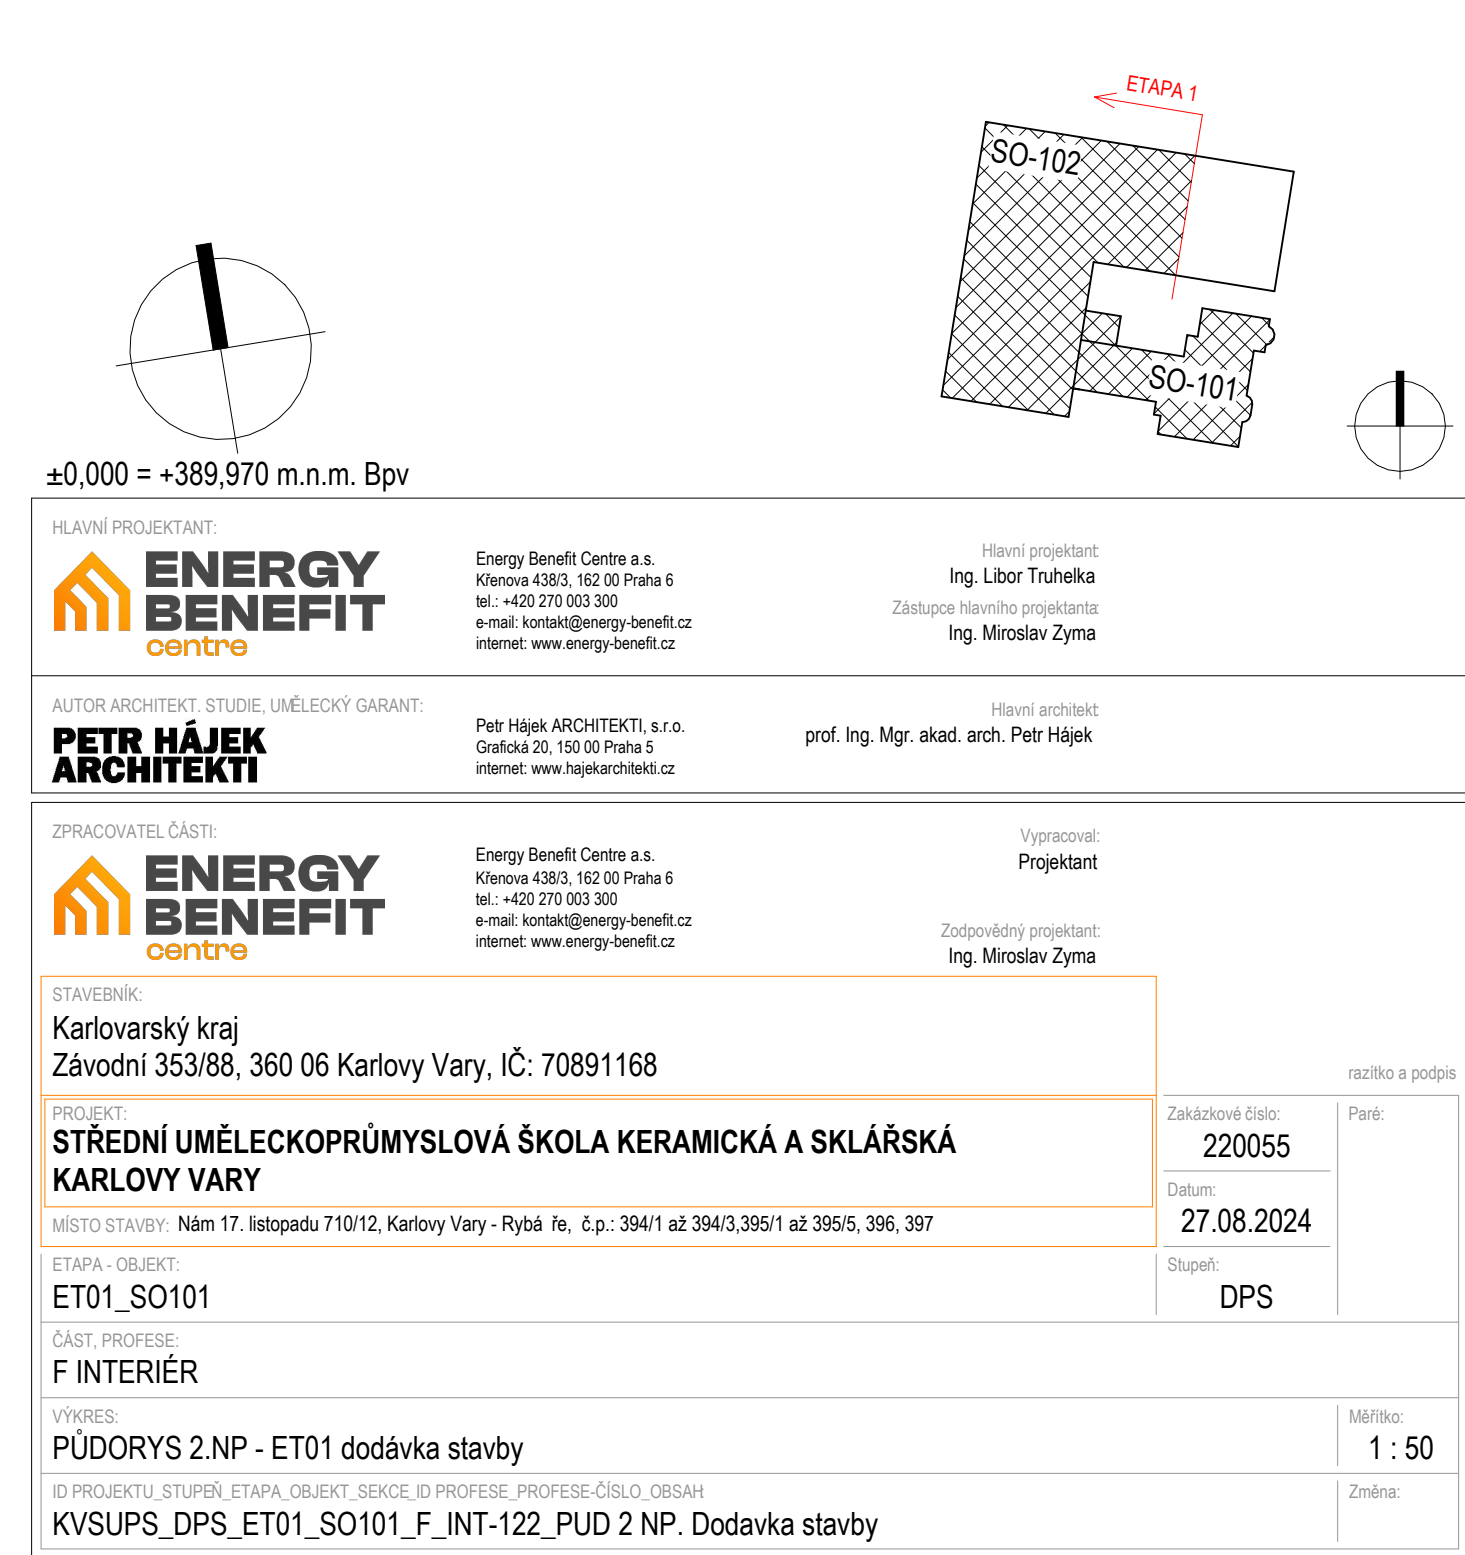 ETAPA 1
SO-102
SO-101
±0,000 = +389,970 m.n.m. Bpv
HLAVNÍ PROJEKTANT:
ENERGY
BENEFIT
centre
Energy Benefit Centre a.s.
Křenova 438/3, 162 00 Praha 6
tel.: +420 270 003 300
e-mail: kontakt@energy-benefit.cz
internet: www.energy-benefit.cz
Hlavní projektant:
Ing. Libor Truhelka
Zástupce hlavního projektanta:
Ing. Miroslav Zyma
AUTOR ARCHITEKT. STUDIE, UMĚLECKÝ GARANT:
PETR HÁJEK
ARCHITEKTI
Petr Hájek ARCHITEKTI, s.r.o.
Grafická 20, 150 00 Praha 5
internet: www.hajekarchitekti.cz
Hlavní architekt:
prof. Ing. Mgr. akad. arch. Petr Hájek
ZPRACOVATEL ČÁSTI:
ENERGY
BENEFIT
centre
Energy Benefit Centre a.s.
Křenova 438/3, 162 00 Praha 6
tel.: +420 270 003 300
e-mail: kontakt@energy-benefit.cz
internet: www.energy-benefit.cz
Vypracoval:
Projektant
Zodpovědný projektant:
Ing. Miroslav Zyma
STAVEBNÍK:
Karlovarský kraj
Závodní 353/88, 360 06 Karlovy Vary, IČ: 70891168
razítko a podpis
PROJEKT:
STŘEDNÍ UMĚLECKOPRŮMYSLOVÁ ŠKOLA KERAMICKÁ A SKLÁŘSKÁ
KARLOVY VARY
Zakázkové číslo:
220055
Paré:
Datum:
27.08.2024
MÍSTO STAVBY: Nám 17. listopadu 710/12, Karlovy Vary - Rybá ře, č.p.: 394/1 až 394/3,395/1 až 395/5, 396, 397
ETAPA - OBJEKT:
ET01_SO101
Stupeň:
DPS
ČÁST, PROFESE:
F INTERIÉR
VÝKRES:
PŮDORYS 2.NP - ET01 dodávka stavby
Měřítko:
1 : 50
ID PROJEKTU_STUPEŇ_ETAPA_OBJEKT_SEKCE_ID PROFESE_PROFESE-ČÍSLO_OBSAH:
KVSUPS_DPS_ET01_SO101_F_INT-122_PUD 2 NP. Dodavka stavby
Změna: